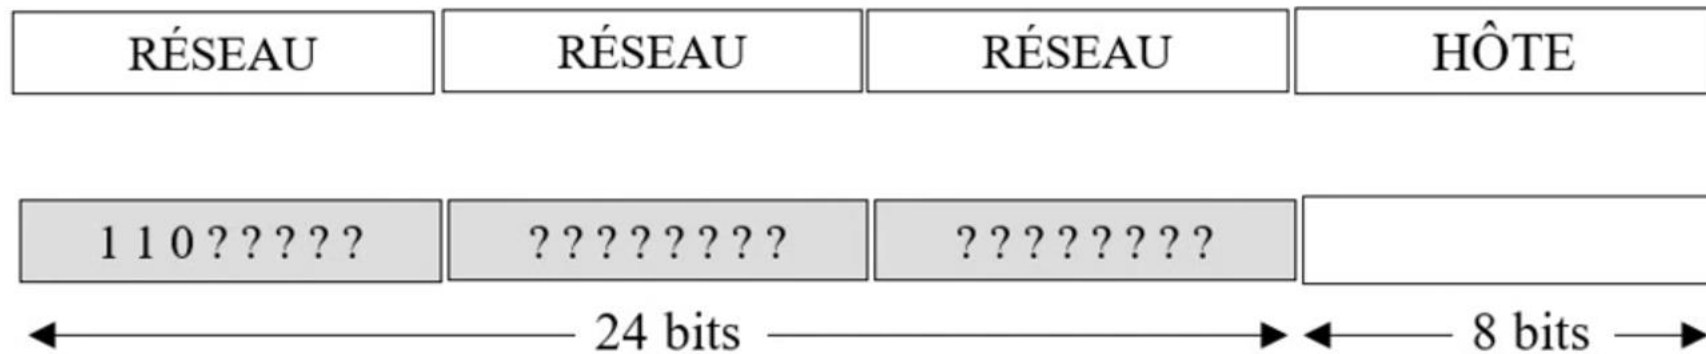 RÉSEAU RÉSEAU RÉSEAU HÔTE
1 1 0 ? ? ? ? ? ? ? ? ? ? ? ? ? ? ? ? ? ? ? ? ?
24 bits 8 bits